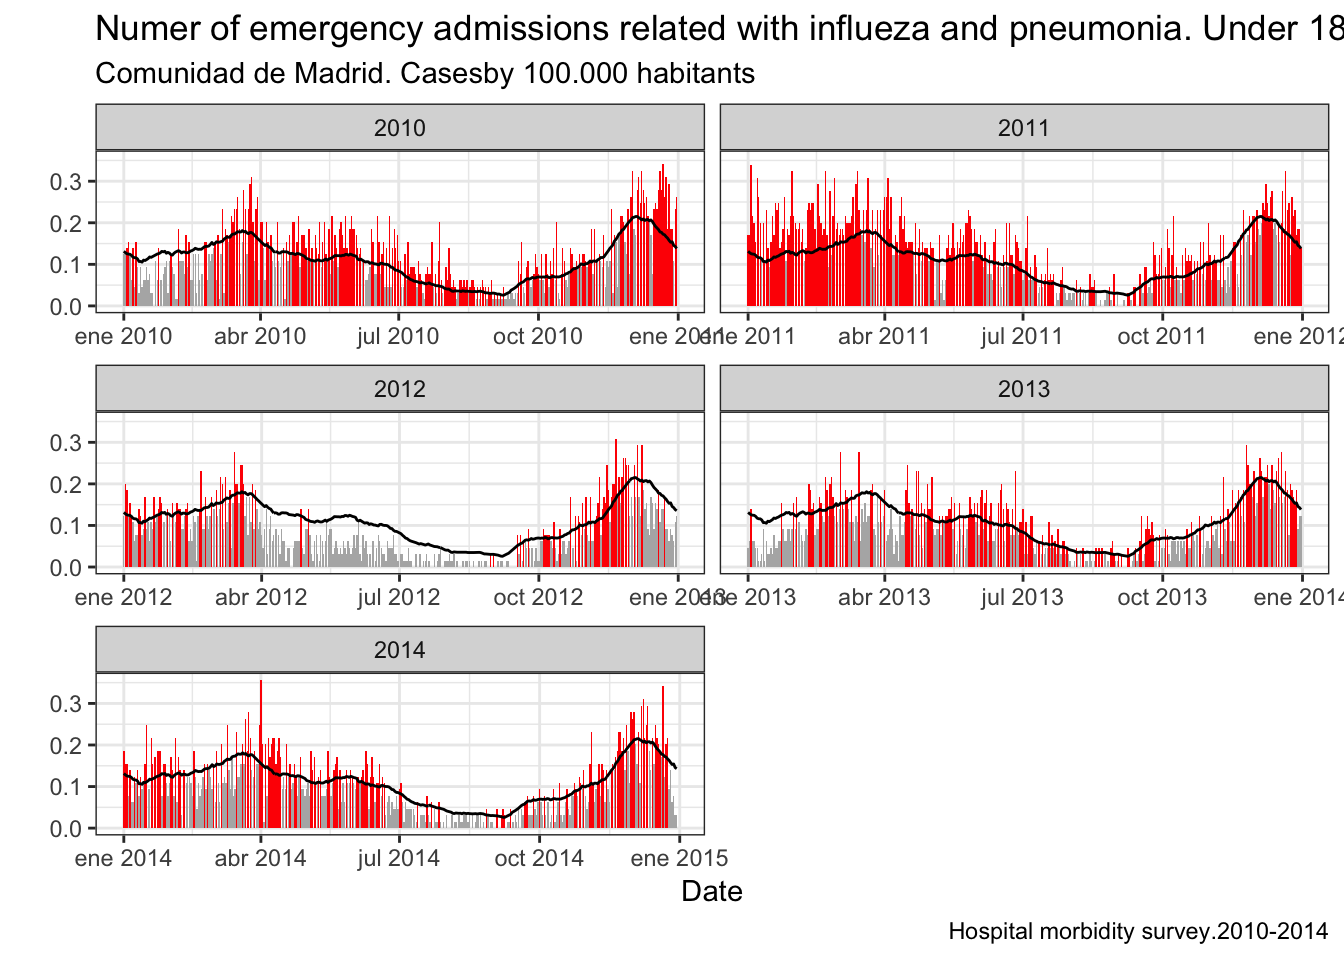 Numer of emergency admissions related with influeza and pneumonia. Under 18
Comunidad de Madrid. Casesby 100.000 habitants
2010
2011
0.3
0.2
0.1
0.0
ene 2010 abr 2010 jul 2010 oct 2010 ene 2011
ene 2011 abr 2011 jul 2011 oct 2011 ene 2012
2012
2013
0.3
0.2
0.1
0.0
ene 2012 abr 2012 jul 2012 oct 2012 ene 2013
ene 2013 abr 2013 jul 2013 oct 2013 ene 2014
2014
0.3
0.2
0.1
0.0
ene 2014 abr 2014 jul 2014 oct 2014 ene 2015
Date
Hospital morbidity survey.2010-2014